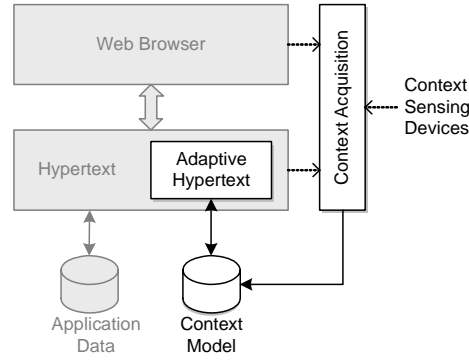 Web Browser
Context Acquisition
Context
Sensing
Devices
Hypertext
Adaptive
Hypertext
Application
Data
Context
Model